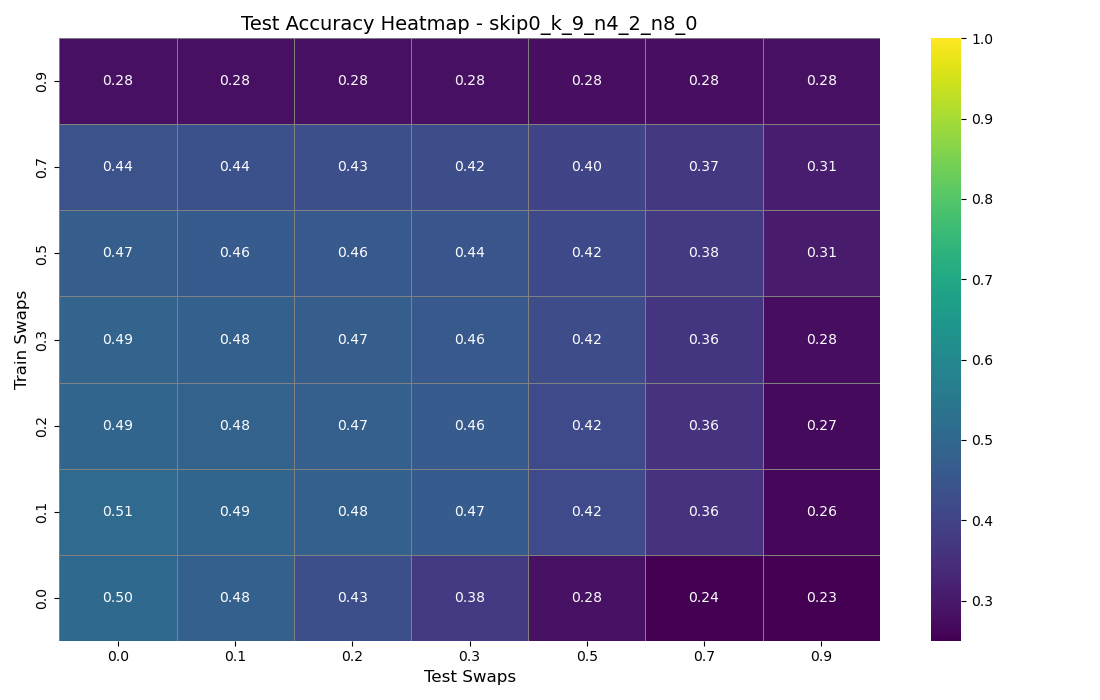 Test Accuracy Heatmap - skip0_k_9_n4_2_n8_0
1.0
0.9
0.8
0.7
0.6
0.5
0.4
0.3
Train Swaps
0.9 0.28 0.28 0.28 0.28 0.28 0.28 0.28
0.7 0.44 0.44 0.43 0.42 0.40 0.37 0.31
0.5 0.47 0.46 0.46 0.44 0.42 0.38 0.31
0.3 0.49 0.48 0.47 0.46 0.42 0.36 0.28
0.2 0.49 0.48 0.47 0.46 0.42 0.36 0.27
0.1 0.51 0.49 0.48 0.47 0.42 0.36 0.26
0.0 0.50 0.48 0.43 0.38 0.28 0.24 0.23
0.0 0.1 0.2 0.3 0.5 0.7 0.9
Test Swaps